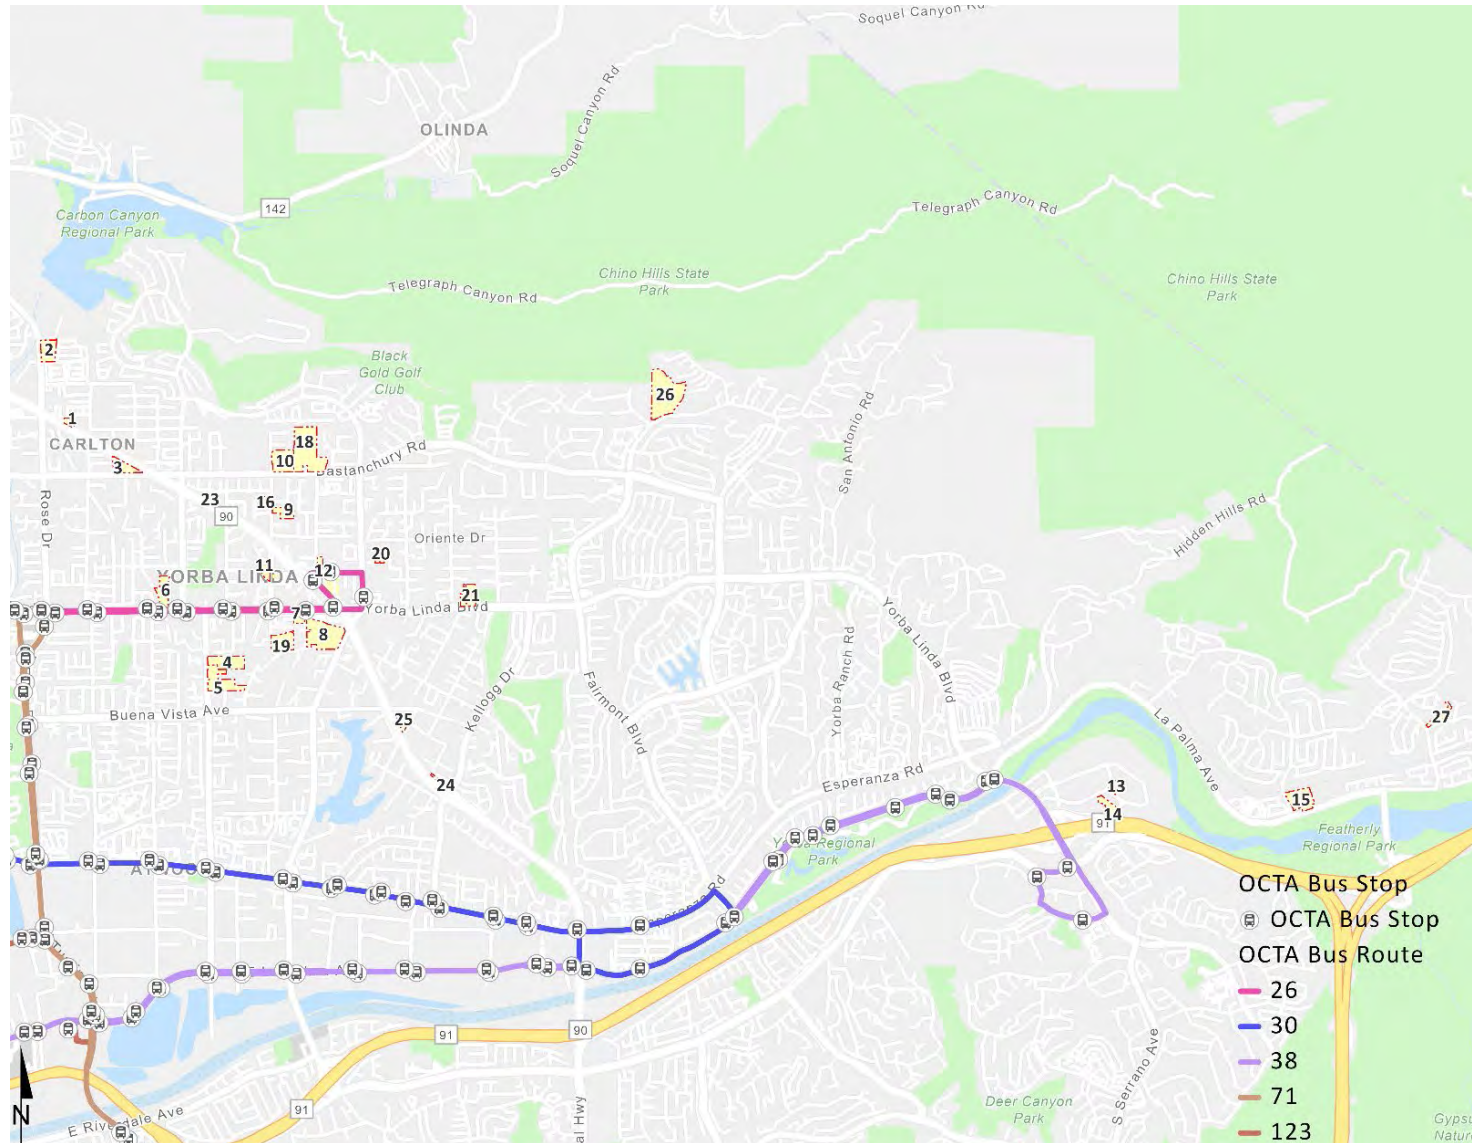 Soquel Canyon Rd
OLINDA
Soquel Canyon Rd
142
Carbon Canyon
Regional Park
Telegraph Canyon Rd
Chino Hills State
Park
Chino Hills State
Park
Telegraph Canyon Rd
2
Black
Gold Golf
Club
26
1
CARLTON
18
3
10
Bastanchury Rd
San Antonio Rd
Rose Dr
23
90
16
9
Hidden Hills Rd
Oriente Dr
20
11
12
YORBA LINDA
6
21
7
Yorba Linda Blvd
8
19
4
5
Yorba Linda Blvd
Yorba Ranch Rd
Kellogg Dr
Fairmont Blvd
Buena Vista Ave
25
La Palma Ave
27
24
Esperanza Rd
13
15
14
91
Regional
Park
Featherly
Regional Park
OCTA Bus Stop
OCTA Bus Stop
OCTA Bus Route
26
30
38
71
123
Rd
91
90
91
N
E Riverdale Ave
S Serrano Ave
Deer Canyon
Park
Hwy